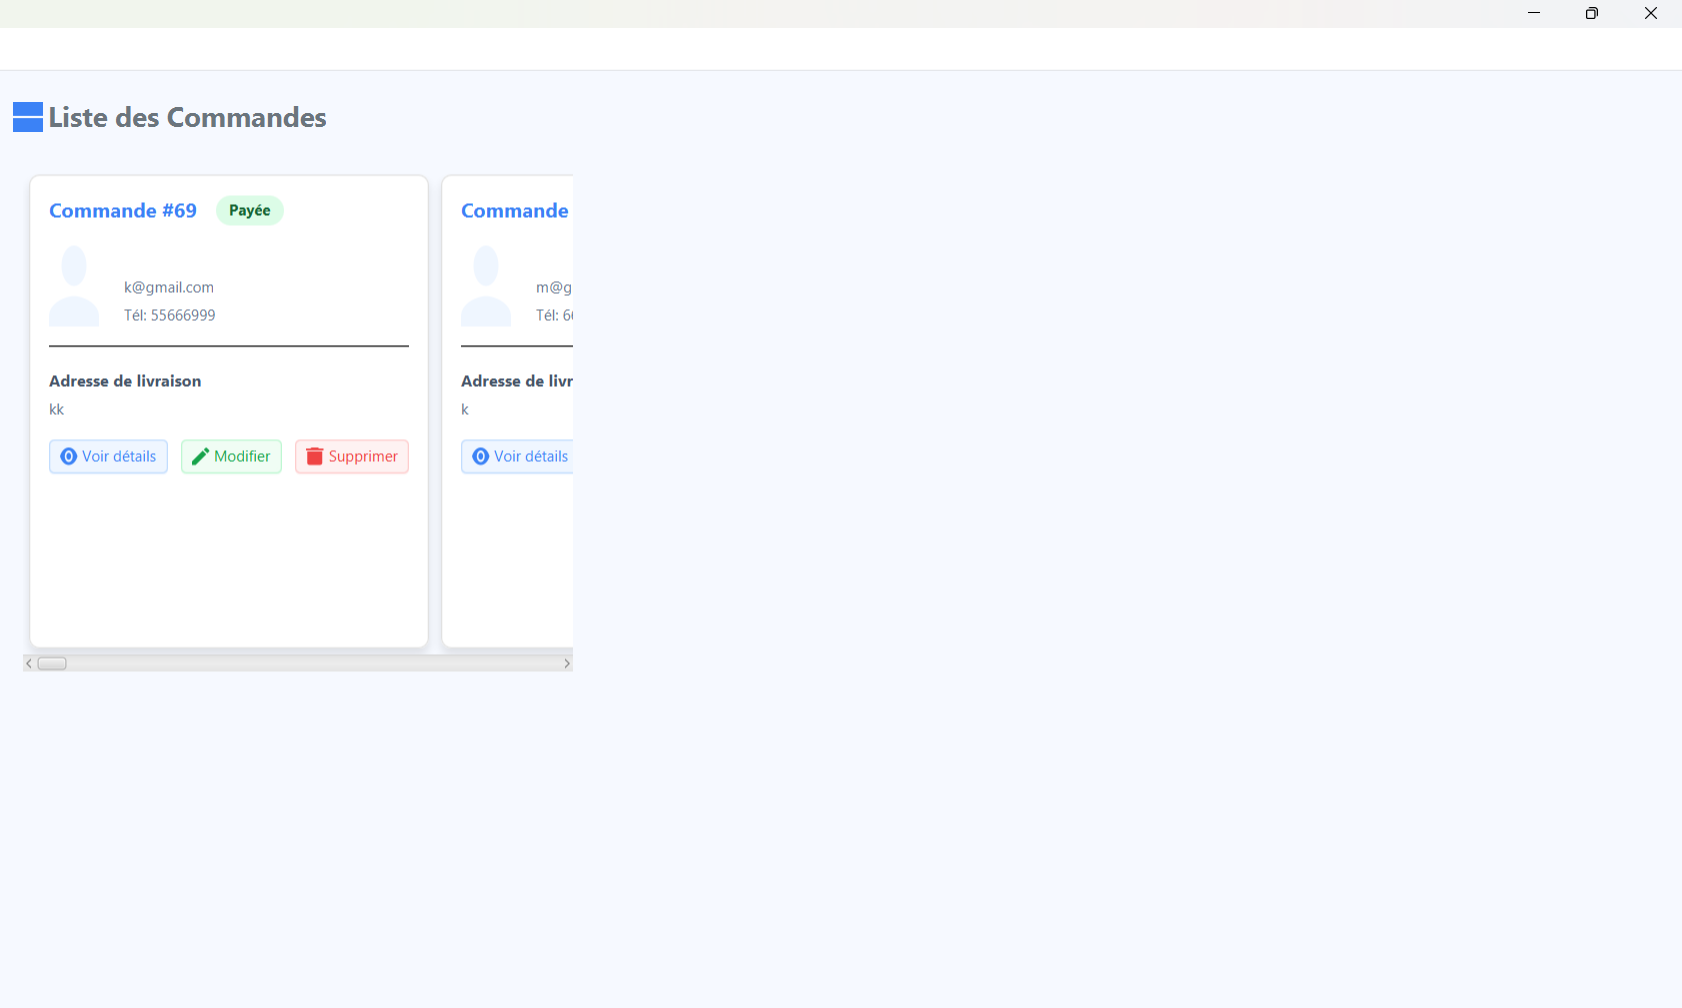 Liste des Commandes
Commande #69
Payée
k@gmail.com
Tél: 55666999
Adresse de livraison
kk
Voir détails
Modifier
Supprimer
Commande
m@g
Tél: 6
Adresse de livr
k
Voir détails